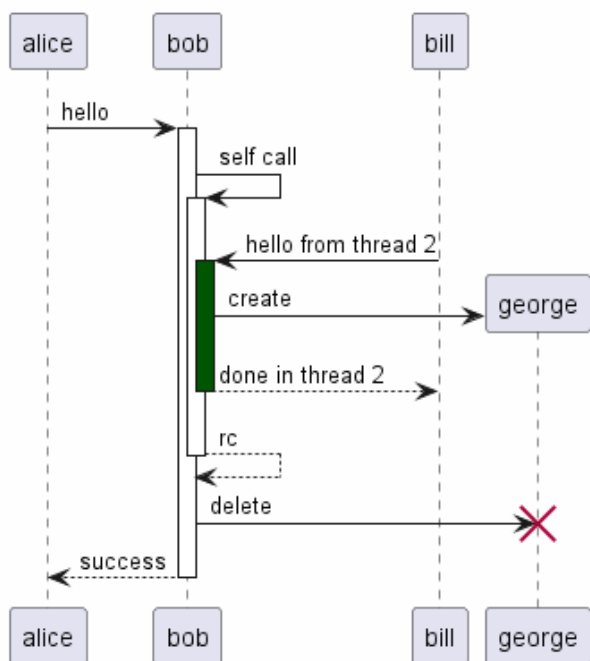 alice
bob
bill
hello
self call
hello from thread 2
create
george
done in thread 2
rc
delete
success
alice
bob
bill
george